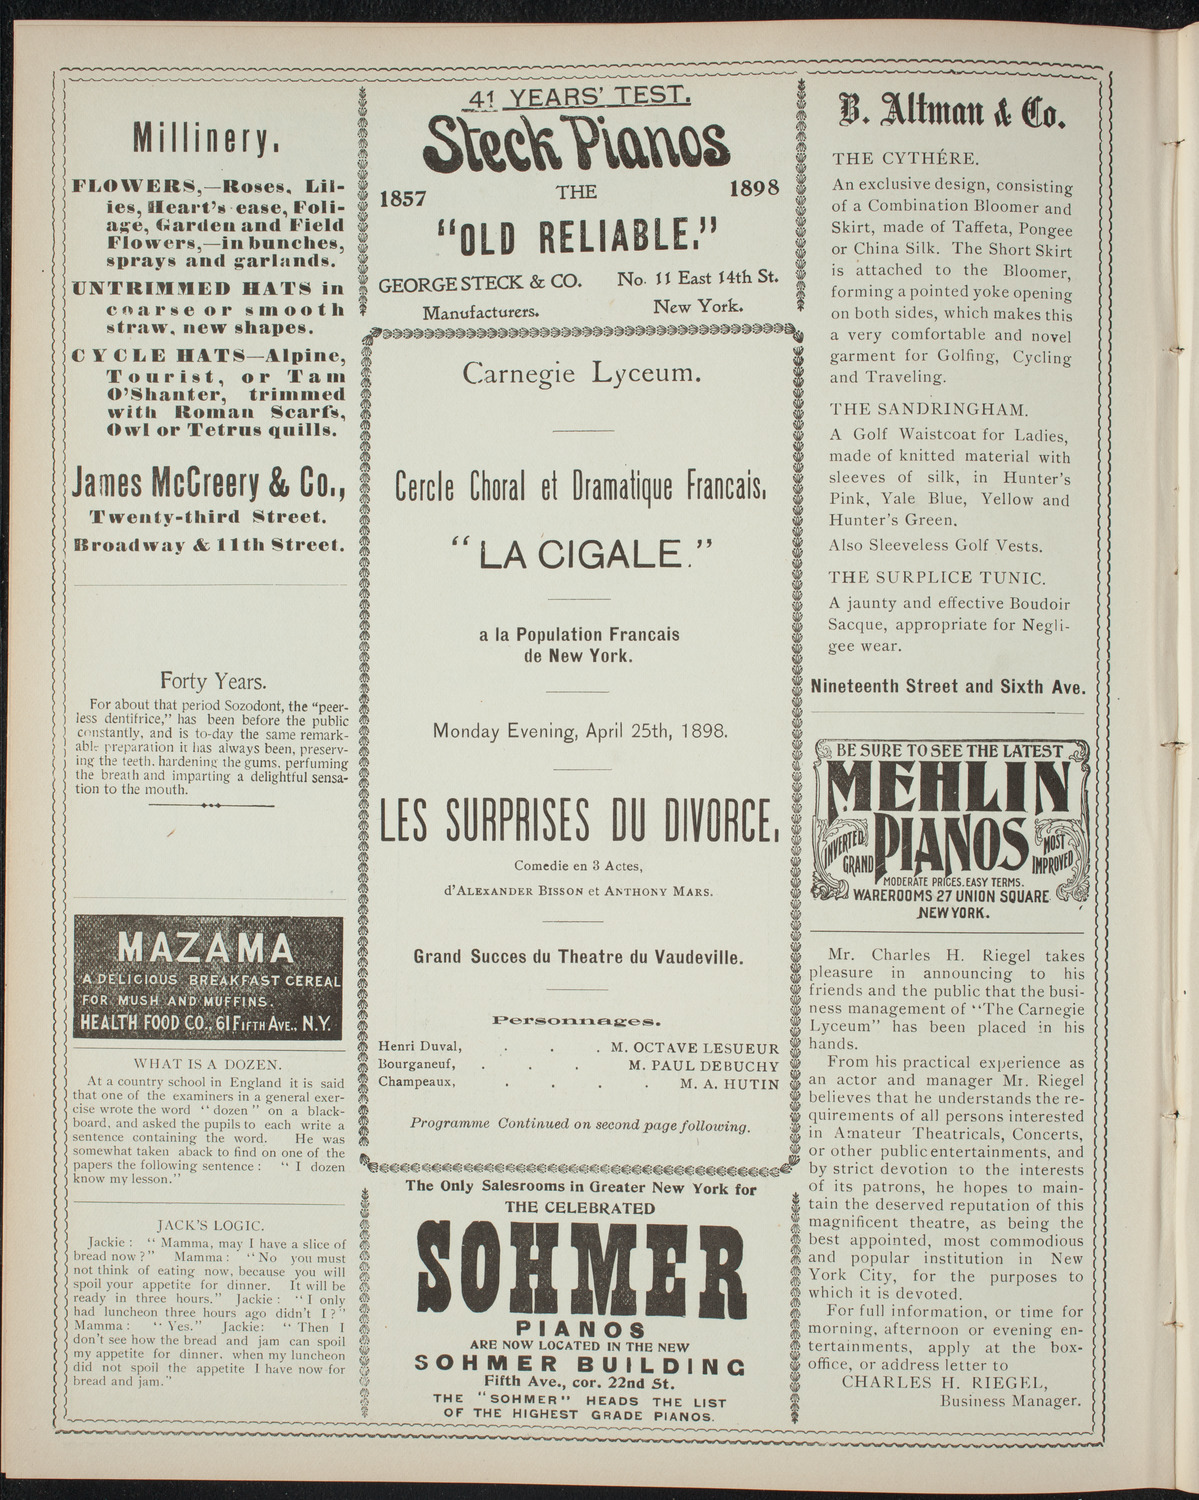 Millinery.
FLOWERS,—Roses, Lil-
ies, Heart's ease, Foli-
age, Garden and Field
Flowers,—in bunches,
sprays and garlands.
UNTRIMMED HATS in
coarse or smooth
straw, new shapes.
CYCLE HATS—Alpine,
Tourist, or Tam
O'Shanter, trimmed
with Roman Scarfs,
Owl or Tetrus quills.
James McCreery & Co.,
Twenty-third Street.
Broadway & 11th Street.
Forty Years.
For about that period Sozodont, the "peer-
less dentifrice," has been before the public
constantly, and is to-day the same remark-
able preparation it has always been, preserv-
ing the teeth, hardening the gums, perfuming
the breath and imparting a delightful sensa-
tion to the mouth.
MAZAMA
A DELICIOUS BREAKFAST CEREAL
FOR MUSH AND MUFFINS.
HEALTH FOOD CO., 61 FIFTH AVE., N.Y.
WHAT IS A DOZEN.
At a country school in England it is said
that one of the examiners in a general exer-
cise wrote the word "dozen" on a black-
board, and asked the pupils to each write a
sentence containing the word. He was
somewhat taken aback to find on one of the
papers the following sentence: "I dozen
know my lesson."
JACK'S LOGIC.
Jackie: "Mamma, may I have a slice of
bread now?" Mamma: "No you must
not think of eating now, because you will
spoil your appetite for dinner. It will be
ready in three hours." Jackie: "I only
had luncheon three hours ago didn't I?"
Mamma: "Yes." Jackie: "Then I
don't see how the bread and jam can spoil
my appetite for dinner, when my luncheon
did not spoil the appetite I have now for
bread and jam."
41 YEARS' TEST.
Steck Pianos
1857 THE 1898
"OLD RELIABLE."
GEORGE STECK & CO. No. 11 East 14th St.
Manufacturers. New York.
Carnegie Lyceum.
Cercle Choral et Dramatique Francais,
"LA CIGALE."
a la Population Francais
de New York.
Monday Evening, April 25th, 1898.
LES SURPRISES DU DIVORCE,
Comedie en 3 Actes,
d'ALEXANDER BISSON et ANTHONY MARS.
Grand Succes du Theatre du Vaudeville.
Personnages.
Henri Duval, . . . M. OCTAVE LESUEUR
Bourganeuf, . . . M. PAUL DEBUCHY
Champeaux, . . . . M. A. HUTIN
Programme Continued on second page following.
The Only Salesrooms in Greater New York for
THE CELEBRATED
SOHMER
PIANOS
ARE NOW LOCATED IN THE NEW
SOHMER BUILDING
Fifth Ave., cor. 22nd St.
THE "SOHMER" HEADS THE LIST
OF THE HIGHEST GRADE PIANOS.
B. Altman & Co.
THE CYTHÉRE.
An exclusive design, consisting
of a Combination Bloomer and
Skirt, made of Taffeta, Pongee
or China Silk. The Short Skirt
is attached to the Bloomer,
forming a pointed yoke opening
on both sides, which makes this
a very comfortable and novel
garment for Golfing, Cycling
and Traveling.
THE SANDRINGHAM.
A Golf Waistcoat for Ladies,
made of knitted material with
sleeves of silk, in Hunter's
Pink, Yale Blue, Yellow and
Hunter's Green.
Also Sleeveless Golf Vests.
THE SURPLICE TUNIC.
A jaunty and effective Boudoir
Sacque, appropriate for Negli-
gee wear.
Nineteenth Street and Sixth Ave.
BE SURE TO SEE THE LATEST
MEHLIN
INVERTED GRAND PIANOS MOST IMPROVED
MODERATE PRICES. EASY TERMS.
WAREROOMS 27 UNION SQUARE
NEW YORK.
Mr. Charles H. Riegel takes
pleasure in announcing to his
friends and the public that the busi-
ness management of "The Carnegie
Lyceum" has been placed in his
hands.
From his practical experience as
an actor and manager Mr. Riegel
believes that he understands the re-
quirements of all persons interested
in Amateur Theatricals, Concerts,
or other public entertainments, and
by strict devotion to the interests
of its patrons, he hopes to main-
tain the deserved reputation of this
magnificent theatre, as being the
best appointed, most commodious
and popular institution in New
York City, for the purposes to
which it is devoted.
For full information, or time for
morning, afternoon or evening en-
tertainments, apply at the box-
office, or address letter to
CHARLES H. RIEGEL,
Business Manager.